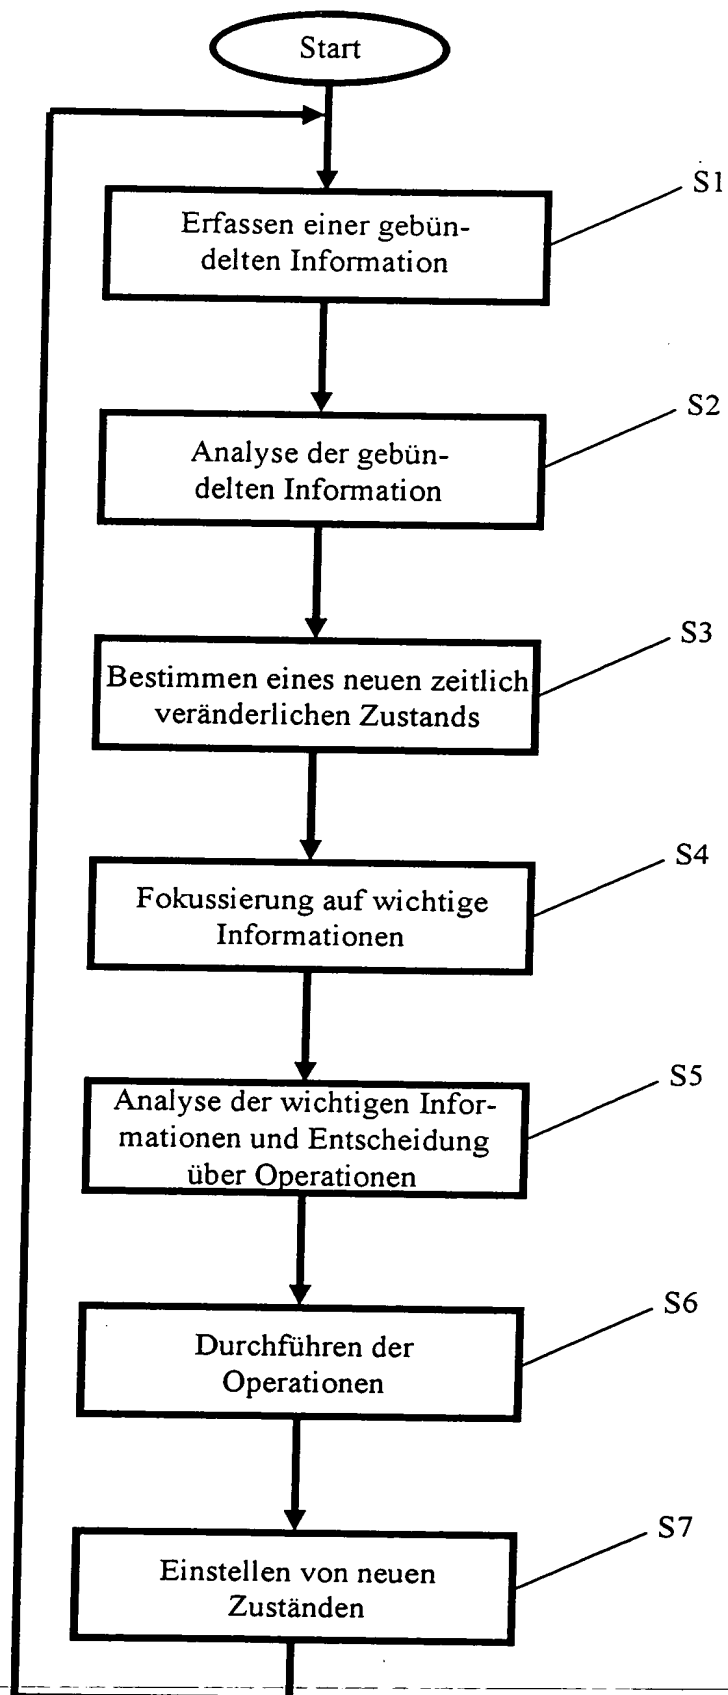 Start
S1
Erfassen einer gebün-
delten Information
S2
Analyse der gebün-
delten Information
S3
Bestimmen eines neuen zeitlich
veränderlichen Zustands
S4
Fokussierung auf wichtige
Informationen
S5
Analyse der wichtigen Infor-
mationen und Entscheidung
über Operationen
S6
Durchführen der
Operationen
S7
Einstellen von neuen
Zuständen